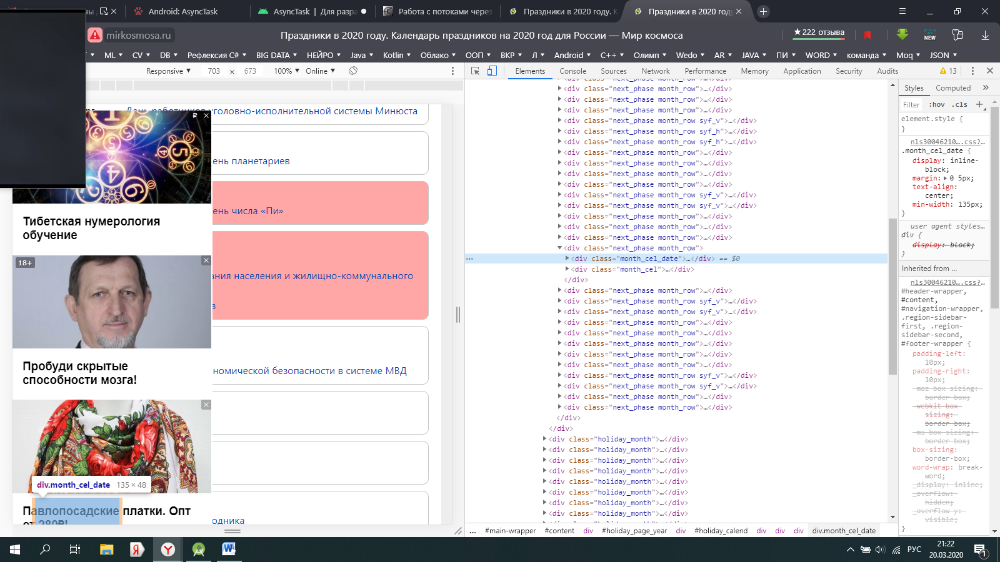 Android: AsyncTask
AsyncTask | Для разра
Работа с потоками через
Праздники в 2020 году. К
Праздники в 2020 году
mirkosmosa.ru
Праздники в 2020 году. Календарь праздников на 2020 год для России — Мир космоса
★222 отзыва
NEW
ML
CV
DB
Рефлексия C#
BIG DATA
НЕЙРО
Java
Kotlin
Облако
ООП
ВКР
Л
Android
C++
Олимп
Wedo
AR
JAVA
ПИ
WORD
команда
Moq
JSON
Responsive ▼ 703 × 673 100% ▼ Online ▼
Elements Console Sources Network Performance Memory Application Security Audits 13
День работников уголовно-исполнительной системы Минюста
ень планетариев
ень числа «Пи»
ания населения и жилищно-коммунального
в
номической безопасности в системе МВД
одника
₽
Тибетская нумерология
обучение
18+
Пробуди скрытые
способности мозга!
div.month_cel_date 135 × 48
Павлопосадские платки. Опт
от 280₽!
<div class="next_phase month_row">…</div>
<div class="next_phase month_row">…</div>
<div class="next_phase month_row">…</div>
<div class="next_phase month_row syf_v">…</div>
<div class="next_phase month_row syf_h">…</div>
<div class="next_phase month_row syf_h">…</div>
<div class="next_phase month_row">…</div>
<div class="next_phase month_row">…</div>
<div class="next_phase month_row">…</div>
<div class="next_phase month_row">…</div>
<div class="next_phase month_row syf_v">…</div>
<div class="next_phase month_row syf_v">…</div>
<div class="next_phase month_row">…</div>
<div class="next_phase month_row">…</div>
<div class="next_phase month_row">…</div>
<div class="next_phase month_row">
<div class="month_cel_date">…</div> == $0
<div class="month_cel">…</div>
</div>
<div class="next_phase month_row">…</div>
<div class="next_phase month_row syf_v">…</div>
<div class="next_phase month_row syf_v">…</div>
<div class="next_phase month_row">…</div>
<div class="next_phase month_row">…</div>
<div class="next_phase month_row">…</div>
<div class="next_phase month_row">…</div>
<div class="next_phase month_row">…</div>
<div class="next_phase month_row syf_v">…</div>
<div class="next_phase month_row syf_v">…</div>
<div class="next_phase month_row">…</div>
<div class="next_phase month_row">…</div>
</div>
</div>
<div class="holiday_month">…</div>
<div class="holiday_month">…</div>
<div class="holiday_month">…</div>
<div class="holiday_month">…</div>
<div class="holiday_month">…</div>
<div class="holiday_month">…</div>
<div class="holiday_month">…</div>
<div class="holiday_month">…</div>
... #main-wrapper #content div #holiday_page_year div #holiday_calend div div div div.month_cel_date
Styles Computed »
Filter :hov .cls +
element.style {
}
nls30046210….css?…
.month_cel_date {
display: inline-
block;
margin: 0 5px;
text-align:
center;
min-width: 135px;
}
user agent styles…
div {
display: block;
}
Inherited from ...
nls30046210….css?…
#header-wrapper,
#content,
#navigation-wrapper,
.region-sidebar-
first, .region-
sidebar-second,
#footer-wrapper {
padding-left:
10px;
padding-right:
10px;
-moz-box-sizing:
border-box;
-webkit-box-
sizing:
border-box;
-ms-box-sizing:
border-box;
box-sizing:
border-box;
word-wrap: break-
word;
_display: inline;
_overflow:
hidden;
_overflow-y:
visible;
}
РУС
21:22
20.03.2020
1